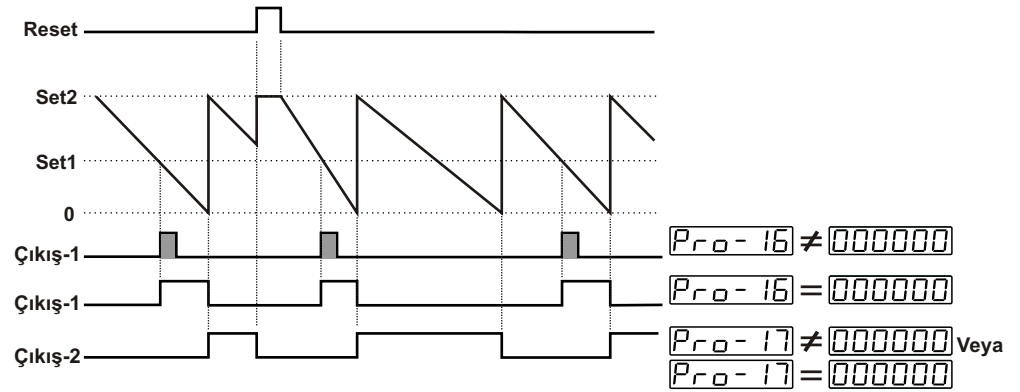 Reset
Set2
Set1
0
Çıkış-1 Pro-16 ≠ 000000
Çıkış-1 Pro-16 = 000000
Çıkış-2 Pro-17 ≠ 000000 Veya
Pro-17 = 000000